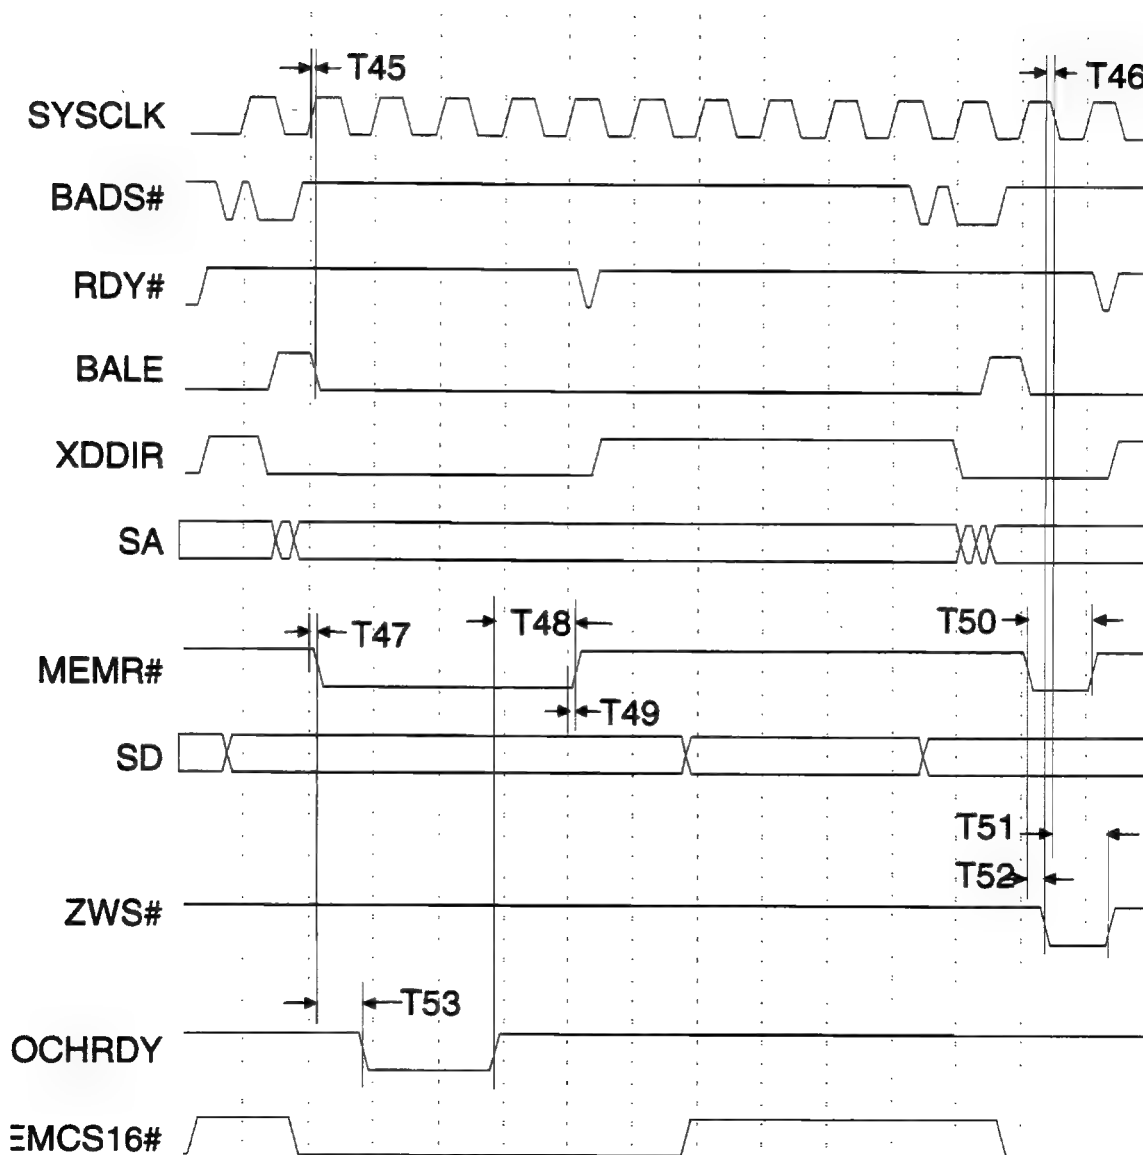 T45
T46
SYSCLK
BADS#
RDY#
BALE
XDDIR
SA
T47
T48
T50
MEMR#
T49
SD
T51
T52
ZWS#
T53
OCHRDY
EMCS16#